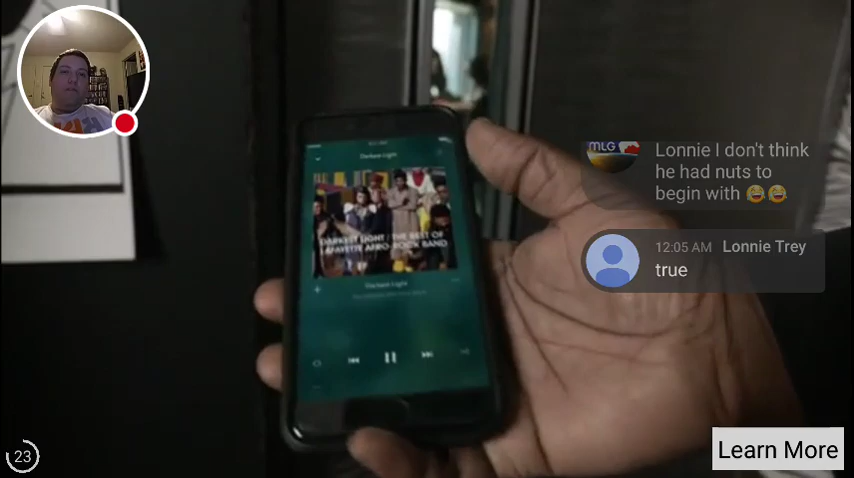 MLG
Lonnie I don't think
he had nuts to
begin with 😂😂
12:05 AM Lonnie Trey
true
Darkest Light
DARKEST LIGHT / THE BEST OF
LAFAYETTE AFRO-ROCK BAND
Darkest Light
23
Learn More